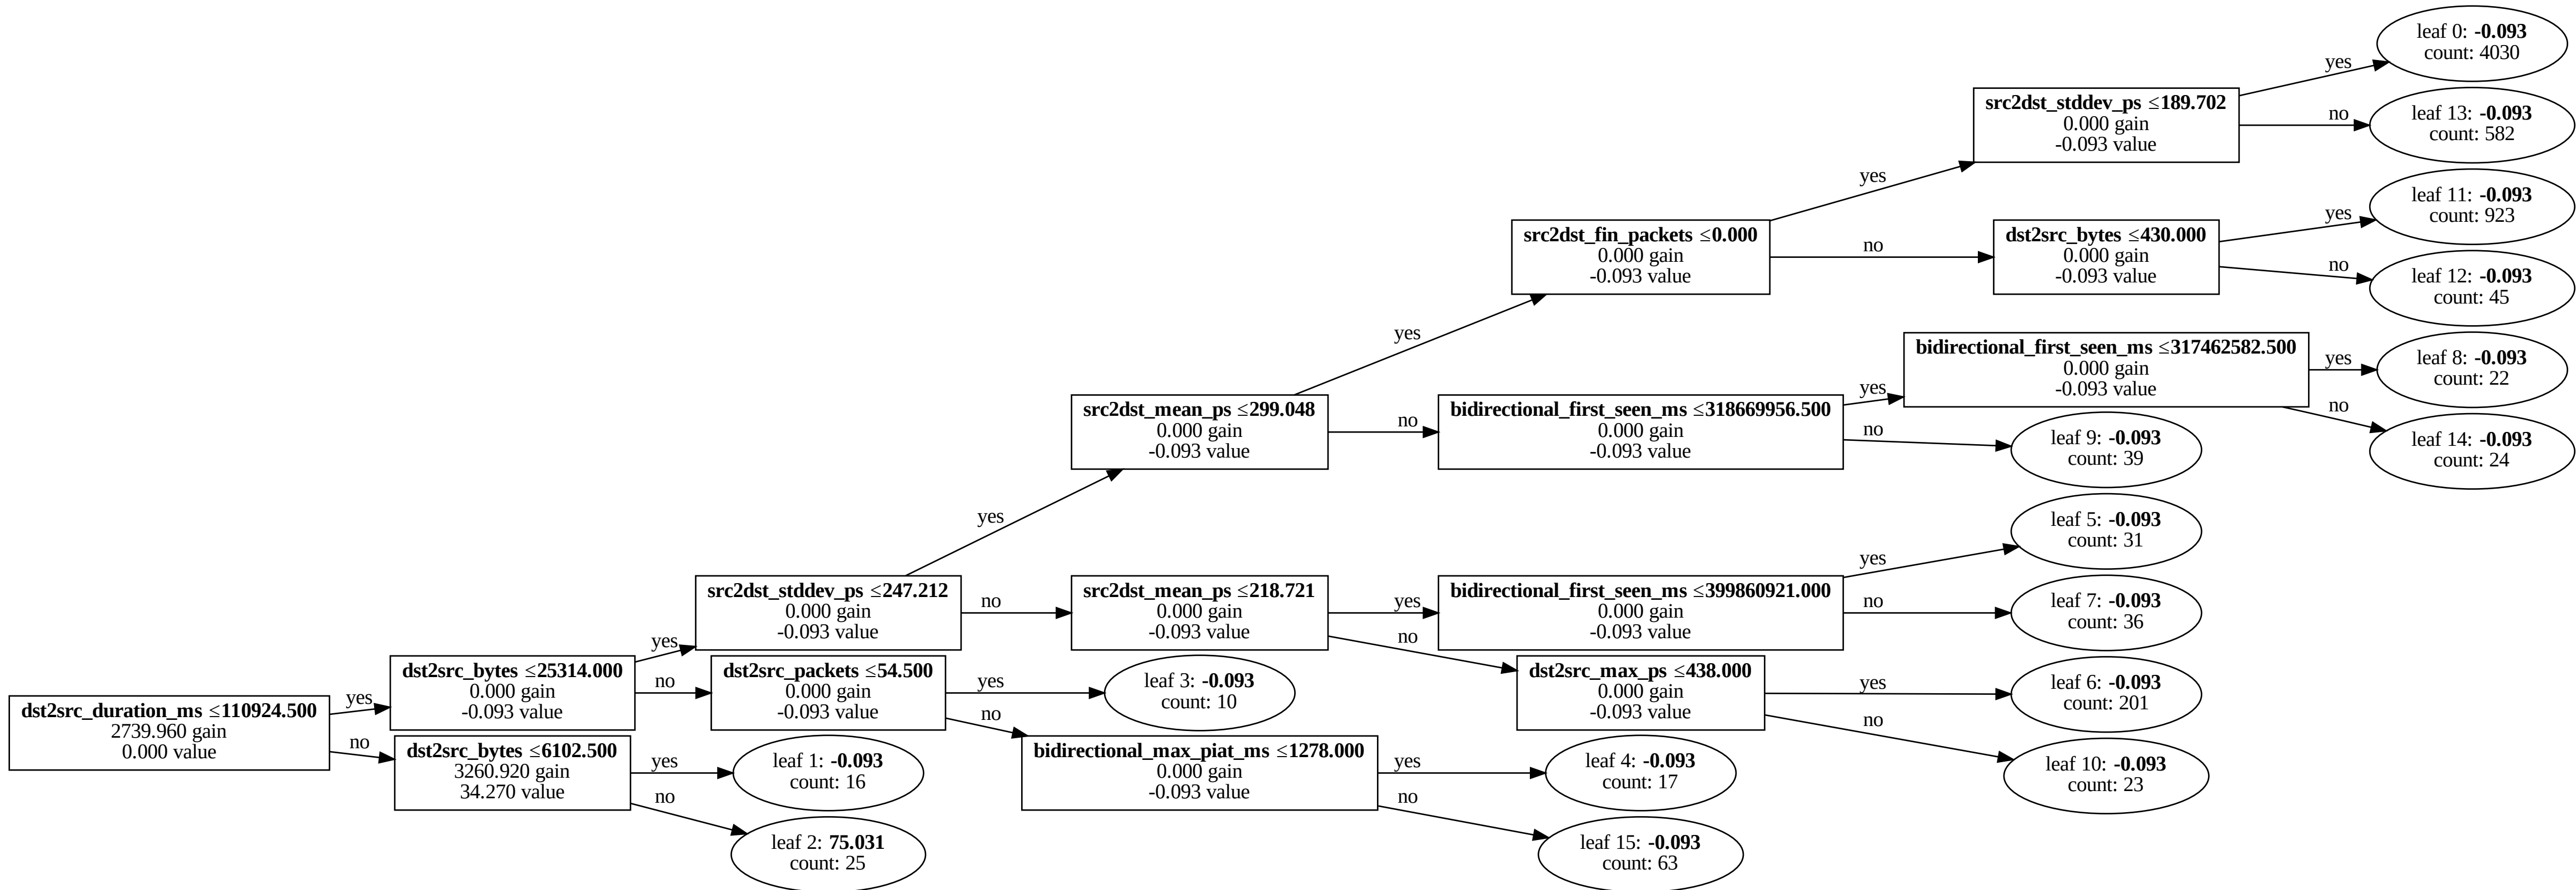 leaf 0: -0.093
count: 4030
yes
src2dst_stddev_ps ≤189.702
0.000 gain
-0.093 value
no
leaf 13: -0.093
count: 582
yes
src2dst_fin_packets ≤0.000
0.000 gain
-0.093 value
no
dst2src_bytes ≤430.000
0.000 gain
-0.093 value
yes
leaf 11: -0.093
count: 923
no
leaf 12: -0.093
count: 45
yes
src2dst_mean_ps ≤299.048
0.000 gain
-0.093 value
no
bidirectional_first_seen_ms ≤318669956.500
0.000 gain
-0.093 value
yes
bidirectional_first_seen_ms ≤317462582.500
0.000 gain
-0.093 value
yes
leaf 8: -0.093
count: 22
no
leaf 14: -0.093
count: 24
no
leaf 9: -0.093
count: 39
yes
src2dst_stddev_ps ≤247.212
0.000 gain
-0.093 value
no
src2dst_mean_ps ≤218.721
0.000 gain
-0.093 value
yes
bidirectional_first_seen_ms ≤399860921.000
0.000 gain
-0.093 value
yes
leaf 5: -0.093
count: 31
no
leaf 7: -0.093
count: 36
no
dst2src_max_ps ≤438.000
0.000 gain
-0.093 value
yes
leaf 6: -0.093
count: 201
no
leaf 10: -0.093
count: 23
dst2src_duration_ms ≤110924.500
2739.960 gain
0.000 value
yes
dst2src_bytes ≤25314.000
0.000 gain
-0.093 value
yes
no
dst2src_packets ≤54.500
0.000 gain
-0.093 value
yes
leaf 3: -0.093
count: 10
no
bidirectional_max_piat_ms ≤1278.000
0.000 gain
-0.093 value
yes
leaf 4: -0.093
count: 17
no
leaf 15: -0.093
count: 63
no
dst2src_bytes ≤6102.500
3260.920 gain
34.270 value
yes
leaf 1: -0.093
count: 16
no
leaf 2: 75.031
count: 25